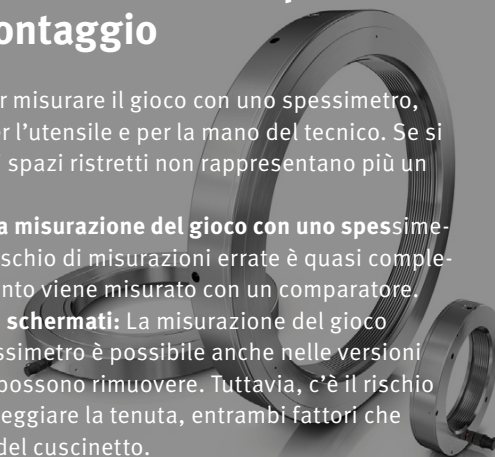 ontaggio
r misurare il gioco con uno spessimetro,
er l’utensile e per la mano del tecnico. Se si
i spazi ristretti non rappresentano più un
a misurazione del gioco con uno spessime-
schio di misurazioni errate è quasi comple-
nto viene misurato con un comparatore.
schermati: La misurazione del gioco
ssimetro è possibile anche nelle versioni
possono rimuovere. Tuttavia, c’è il rischio
eggiare la tenuta, entrambi fattori che
del cuscinetto.